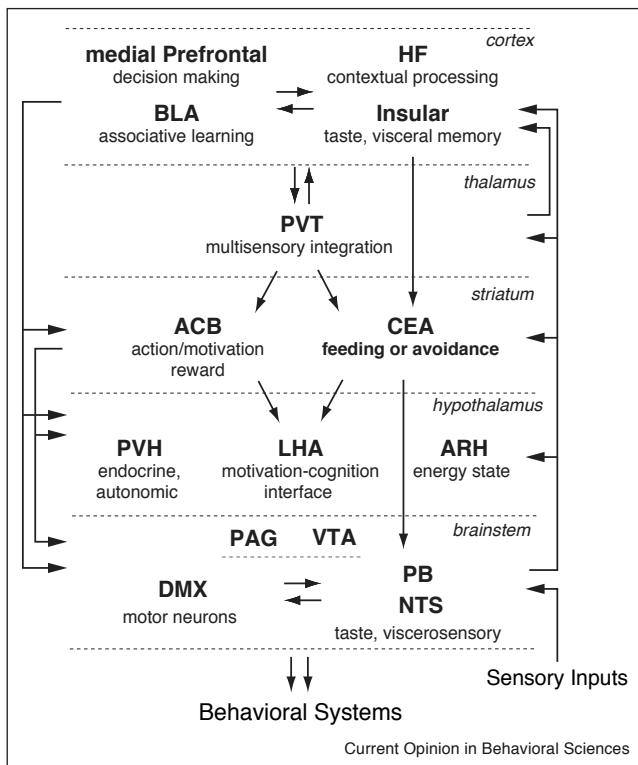 cortex
medial Prefrontal
decision making
HF
contextual processing
BLA
associative learning
Insular
taste, visceral memory
thalamus
PVT
multisensory integration
striatum
ACB
action/motivation
reward
CEA
feeding or avoidance
hypothalamus
PVH
endocrine,
autonomic
LHA
motivation-cognition
interface
ARH
energy state
brainstem
PAG
VTA
DMX
motor neurons
PB
NTS
taste, viscerosensory
Sensory Inputs
Behavioral Systems
Current Opinion in Behavioral Sciences